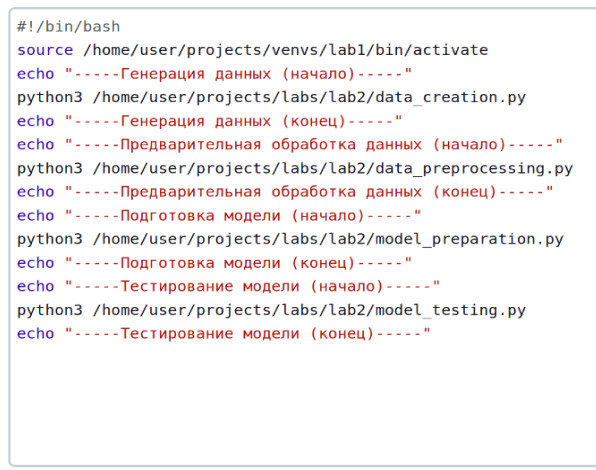 #!/bin/bash
source /home/user/projects/venvs/lab1/bin/activate
echo "-----Генерация данных (начало)-----"
python3 /home/user/projects/labs/lab2/data_creation.py
echo "-----Генерация данных (конец)-----"
echo "-----Предварительная обработка данных (начало)-----"
python3 /home/user/projects/labs/lab2/data_preprocessing.py
echo "-----Предварительная обработка данных (конец)-----"
echo "-----Подготовка модели (начало)-----"
python3 /home/user/projects/labs/lab2/model_preparation.py
echo "-----Подготовка модели (конец)-----"
echo "-----Тестирование модели (начало)-----"
python3 /home/user/projects/labs/lab2/model_testing.py
echo "-----Тестирование модели (конец)-----"